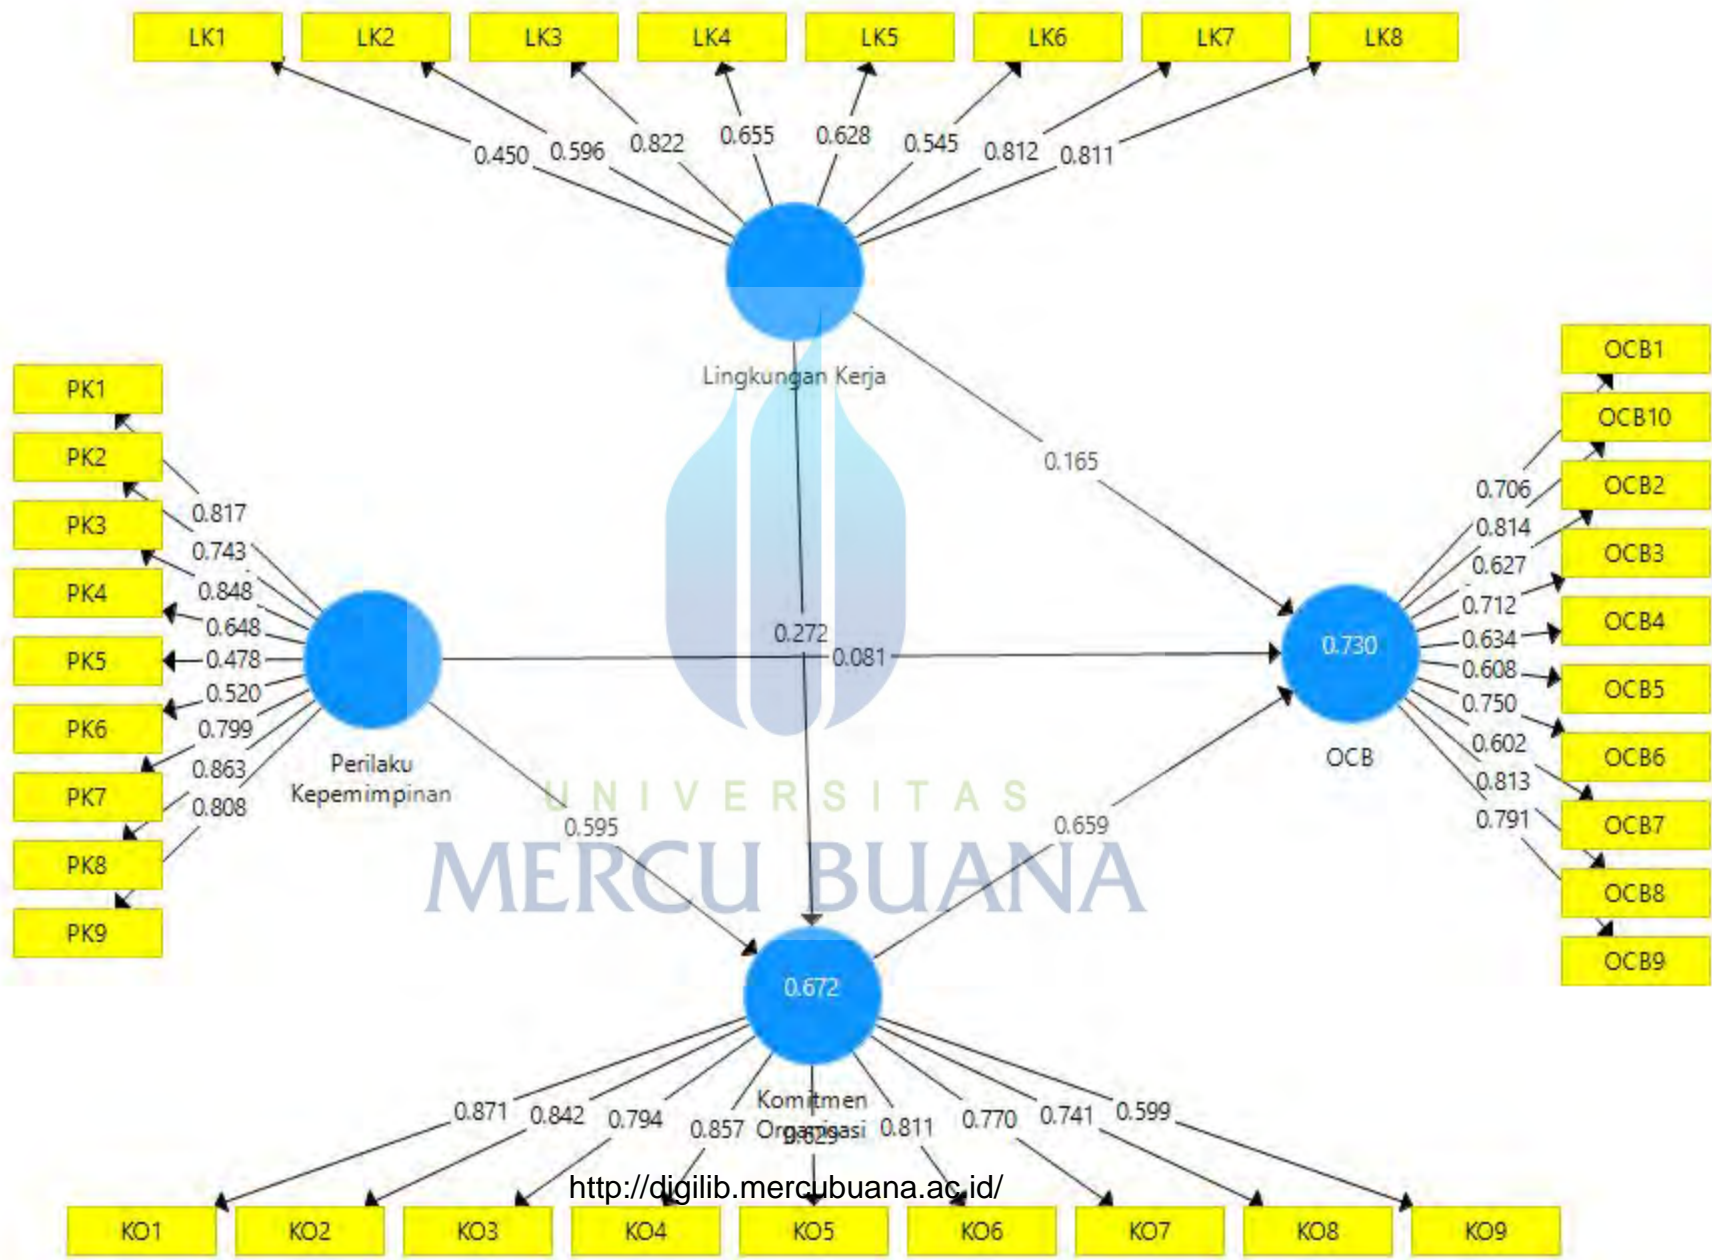 LK1 LK2 LK3 LK4 LK5 LK6 LK7 LK8
0.450 0.596 0.822 0.655 0.628 0.545 0.812 0.811
Lingkungan Kerja
PK1
PK2
PK3
PK4
PK5
PK6
PK7
PK8
PK9
0.817
0.743
0.848
0.648
0.478
0.520
0.799
0.863
0.808
Perilaku
Kepemimpinan
0.165
0.272
0.081
0.595
0.659
0.730
OCB
0.706
0.814
0.627
0.712
0.634
0.608
0.750
0.602
0.813
0.791
OCB1
OCB10
OCB2
OCB3
OCB4
OCB5
OCB6
OCB7
OCB8
OCB9
UNIVERSITAS
MERCU BUANA
0.672
Komitmen
Organisasi
0.871 0.842 0.794 0.857 0.811 0.770 0.741 0.599
http://digilib.mercubuana.ac.id/
KO1 KO2 KO3 KO4 KO5 KO6 KO7 KO8 KO9